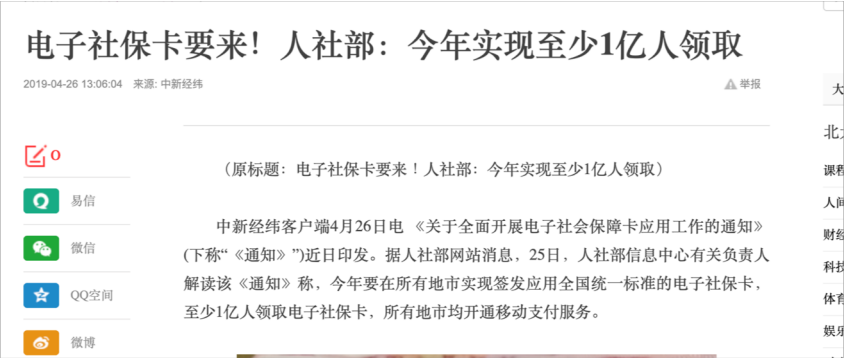 电子社保卡要来！人社部：今年实现至少1亿人领取
2019-04-26 13:06:04 来源: 中新经纬
举报
0
易信
微信
QQ空间
微博
（原标题：电子社保卡要来！人社部：今年实现至少1亿人领取）
中新经纬客户端4月26日电 《关于全面开展电子社会保障卡应用工作的通知》
(下称“《通知》”)近日印发。据人社部网站消息，25日，人社部信息中心有关负责人
解读该《通知》称，今年要在所有地市实现签发应用全国统一标准的电子社保卡，
至少1亿人领取电子社保卡，所有地市均开通移动支付服务。
大
北
课程
人间
财经
科技
体育
娱乐